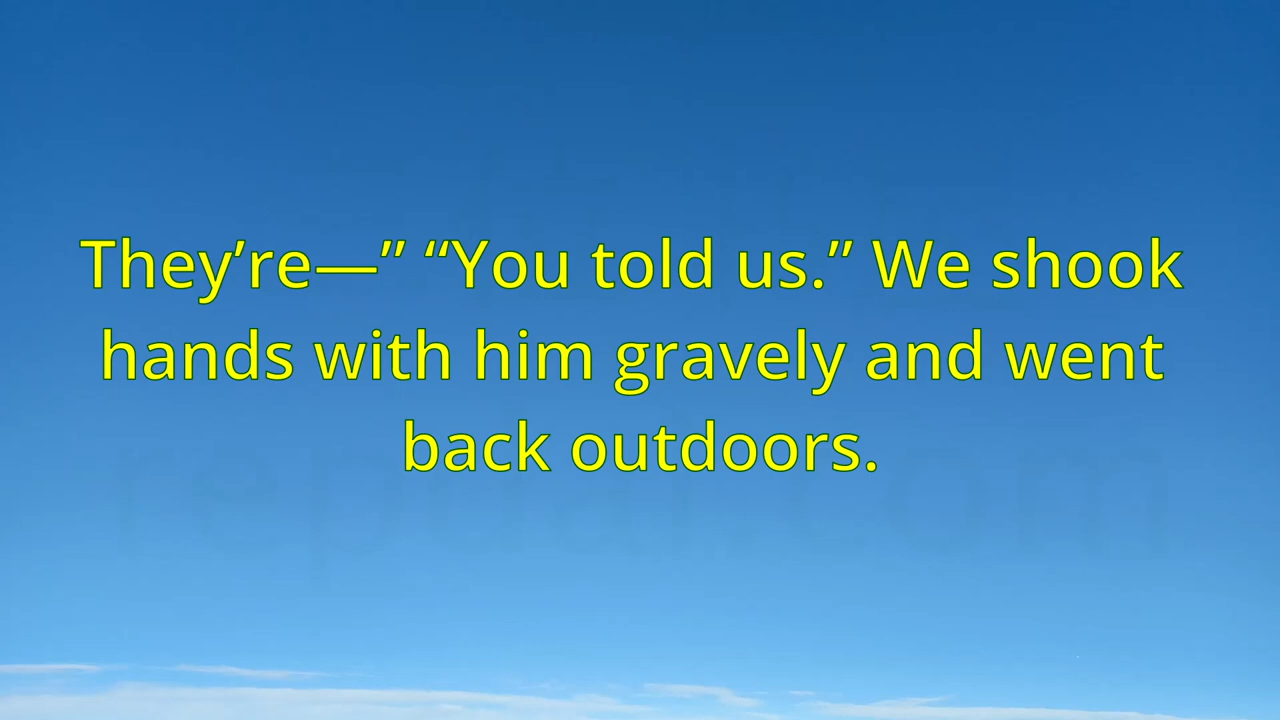 They’re—” “You told us.” We shook
hands with him gravely and went
back outdoors.